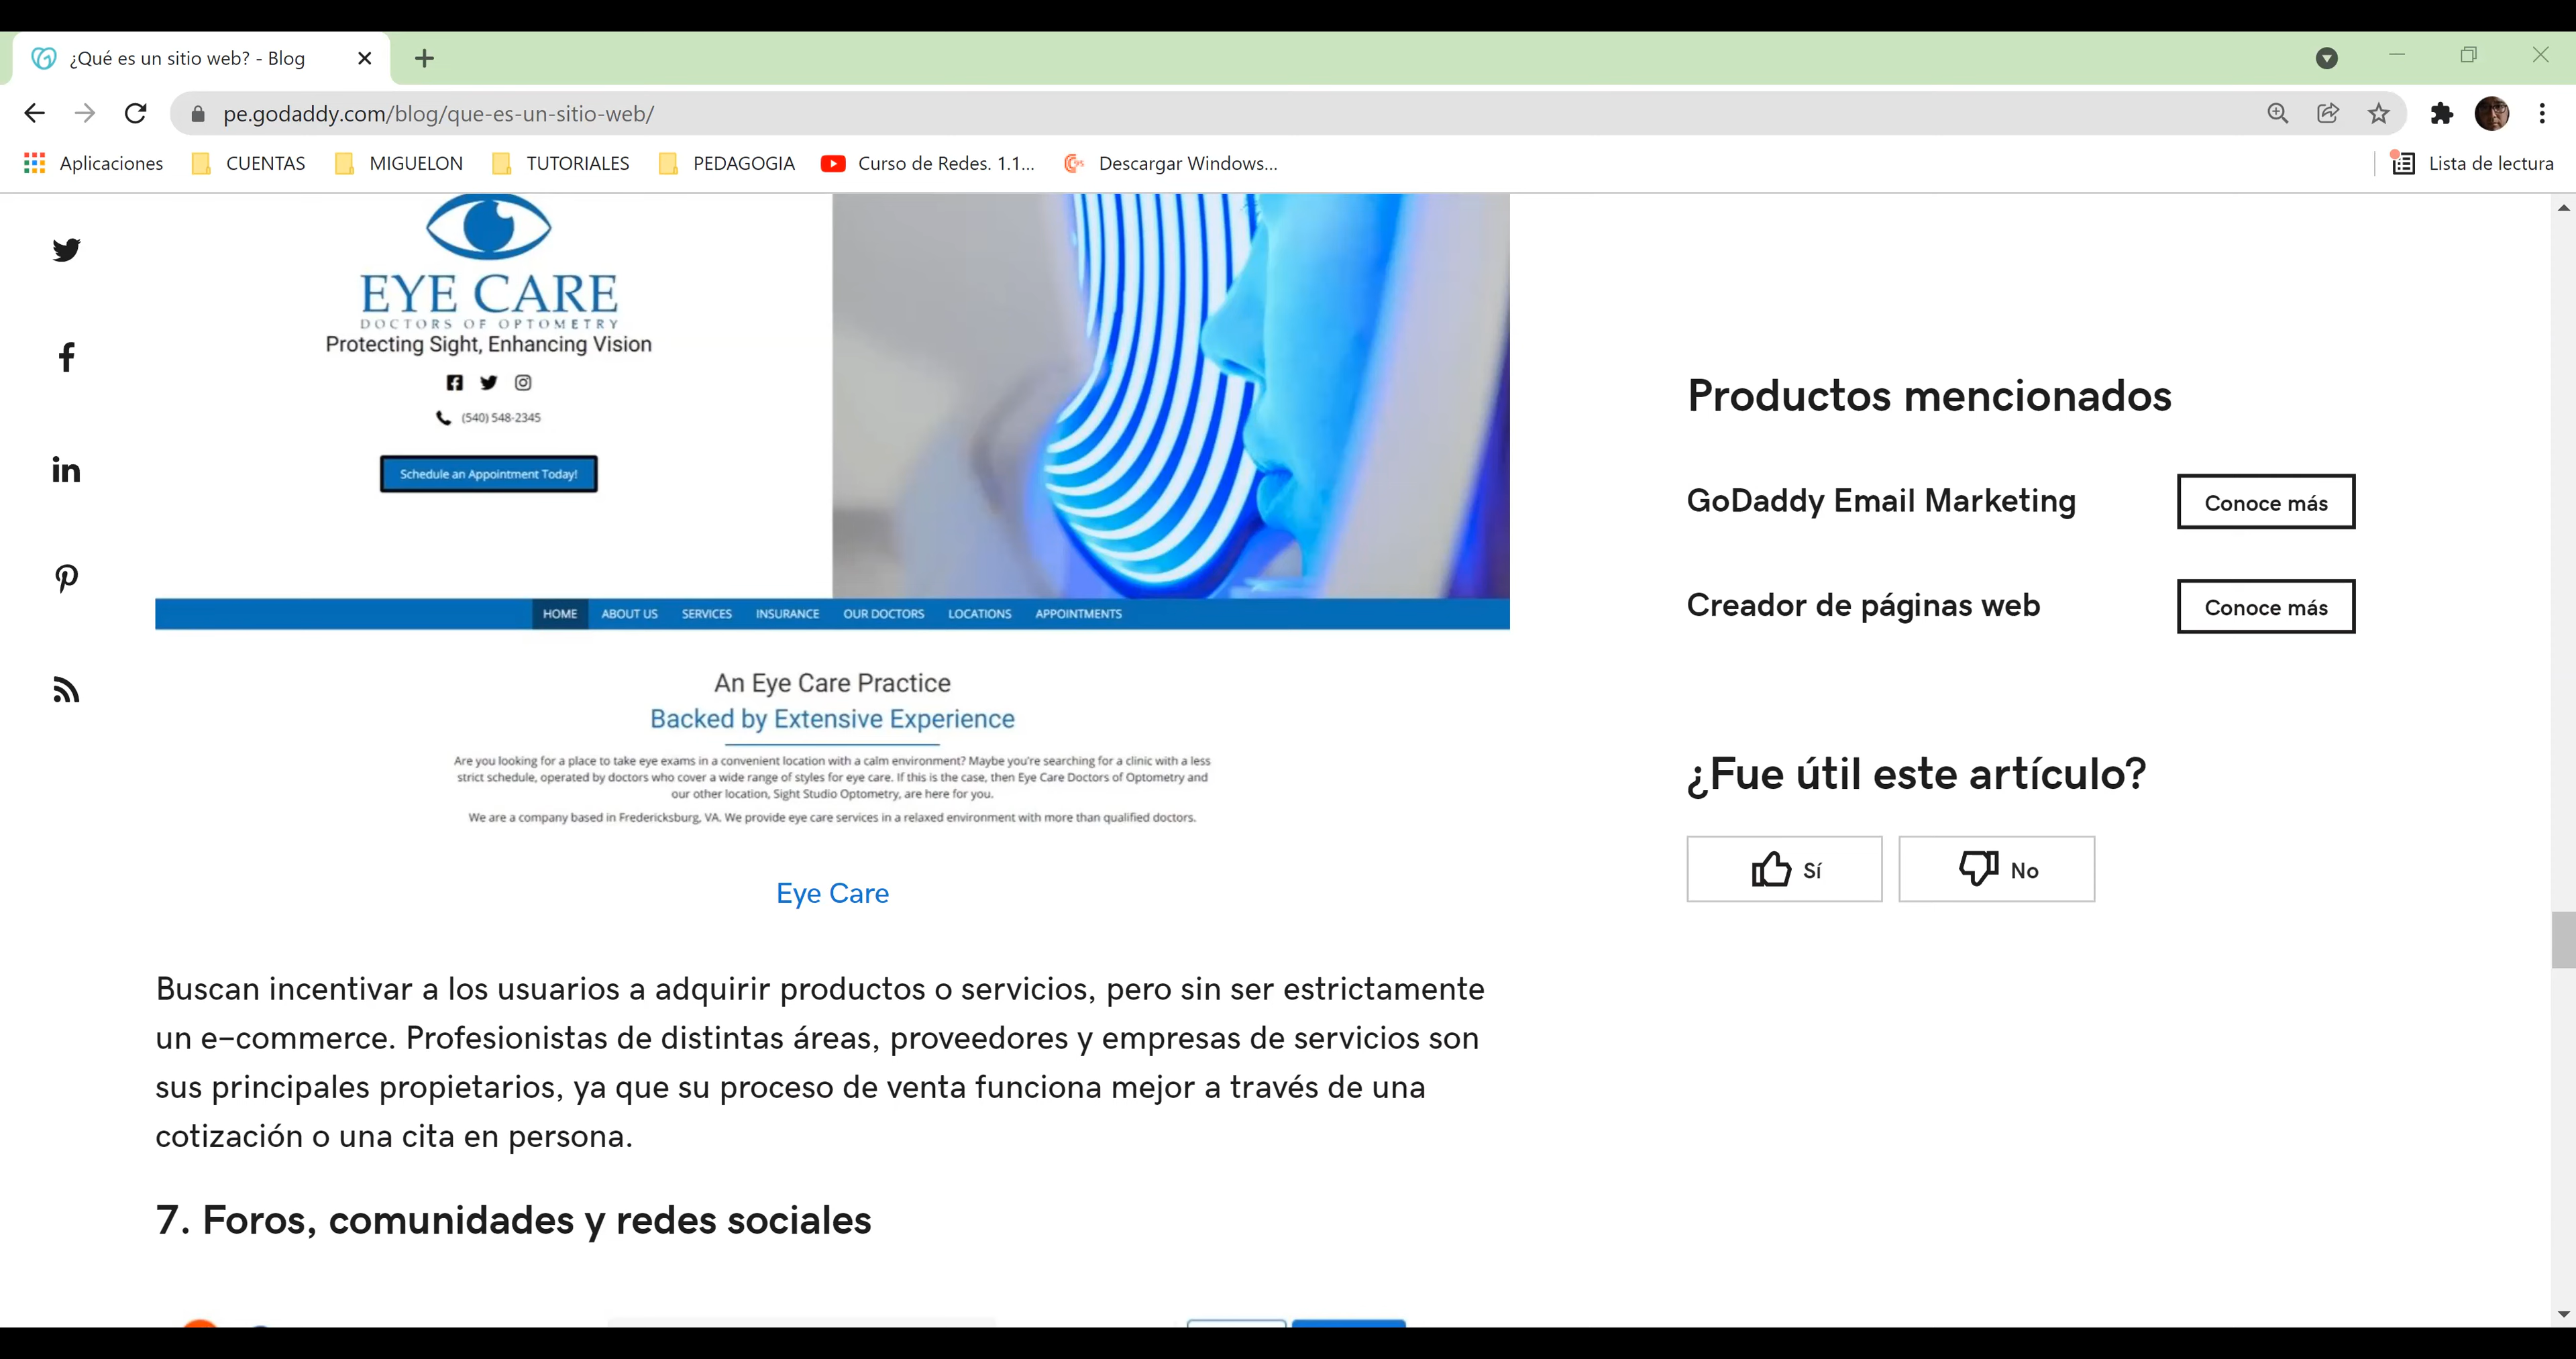 ¿Qué es un sitio web? - Blog
pe.godaddy.com/blog/que-es-un-sitio-web/
Aplicaciones CUENTAS MIGUELON TUTORIALES PEDAGOGIA Curso de Redes. 1.1... Descargar Windows... Lista de lectura
EYE CARE
DOCTORS OF OPTOMETRY
Protecting Sight, Enhancing Vision
(540) 548-2345
Schedule an Appointment Today!
HOME ABOUT US SERVICES INSURANCE OUR DOCTORS LOCATIONS APPOINTMENTS
An Eye Care Practice
Backed by Extensive Experience
Are you looking for a place to take eye exams in a convenient location with a calm environment? Maybe you're searching for a clinic with a less
strict schedule, operated by doctors who cover a wide range of styles for eye care. If this is the case, then Eye Care Doctors of Optometry and
our other location, Sight Studio Optometry, are here for you.
We are a company based in Fredericksburg, VA. We provide eye care services in a relaxed environment with more than qualified doctors.
Eye Care
Buscan incentivar a los usuarios a adquirir productos o servicios, pero sin ser estrictamente
un e-commerce. Profesionistas de distintas áreas, proveedores y empresas de servicios son
sus principales propietarios, ya que su proceso de venta funciona mejor a través de una
cotización o una cita en persona.
7. Foros, comunidades y redes sociales
Productos mencionados
GoDaddy Email Marketing Conoce más
Creador de páginas web Conoce más
¿Fue útil este artículo?
Sí No